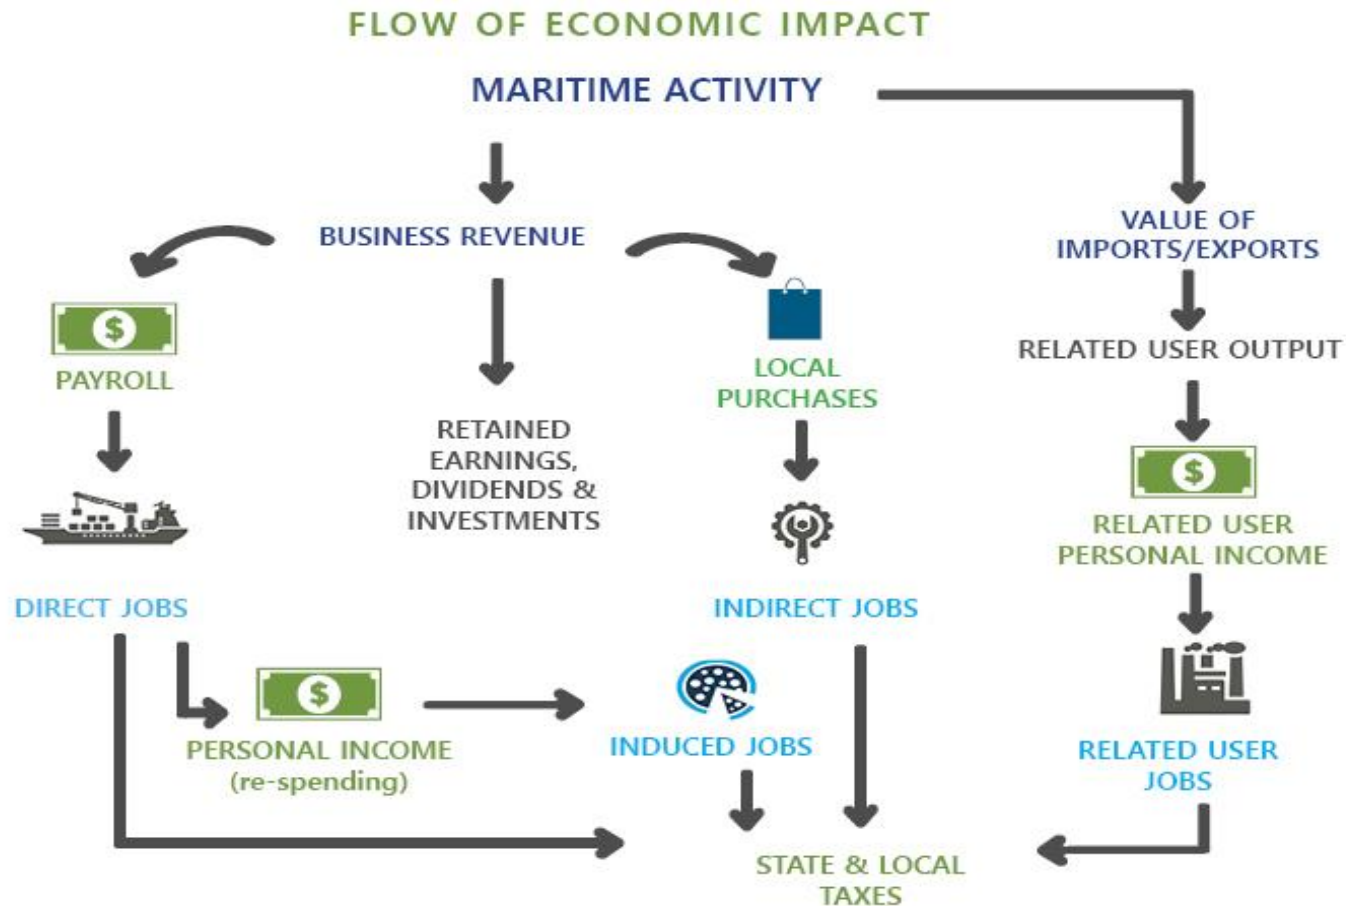 FLOW OF ECONOMIC IMPACT
MARITIME ACTIVITY
BUSINESS REVENUE
VALUE OF
IMPORTS/EXPORTS
$
PAYROLL
LOCAL
PURCHASES
RELATED USER OUTPUT
RETAINED
EARNINGS,
DIVIDENDS &
INVESTMENTS
$
RELATED USER
PERSONAL INCOME
DIRECT JOBS
INDIRECT JOBS
$
PERSONAL INCOME
(re-spending)
INDUCED JOBS
RELATED USER
JOBS
STATE & LOCAL
TAXES